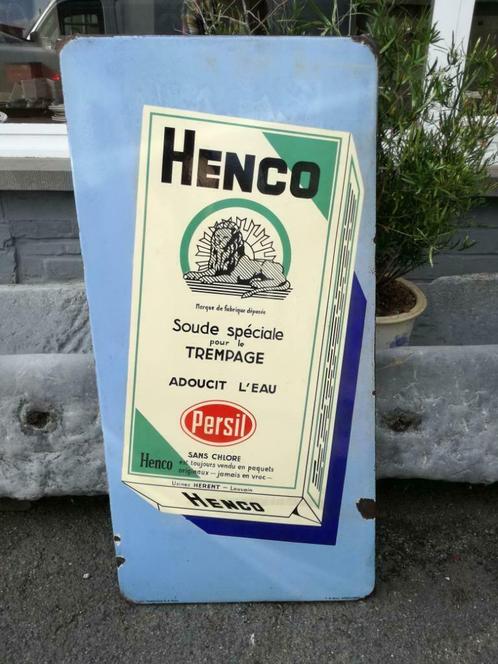 HENCO
Marque de fabrique déposée
Soude spéciale
pour le
TREMPAGE
ADOUCIT L'EAU
Persil
SANS CHLORE
Henco est toujours vendu en paquets
originaux - jamais en vrac -
Usines HERENT - Louvain
HENCO